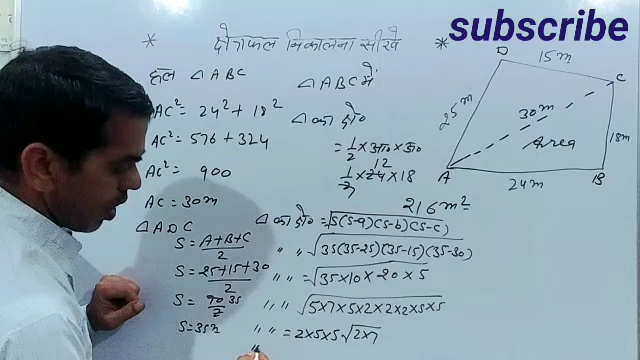 subscribe
* क्षेत्रफल निकालना सीखे *
हल △ABC
AC² = 24² + 18²
AC² = 576 + 324
AC² = 900
AC = 30m
△ADC
S = A+B+C / 2
S = 25+15+30 / 2
S = 35
S = 35m
△ABC में
△ का क्षे०
= 1/2 ×
12
1/2 × 24 × 18
216 m²
△ का क्षे० = √S(S-a)(S-b)(S-c)
" " √35(35-25)(35-15)(35-30)
" " = √35×10×20×5
" " √5×7×5×2×2×2×5×5
" " = 2×5×5√2×7
"
D
15m
C
25m
30m
18m
Area
A
24m
B